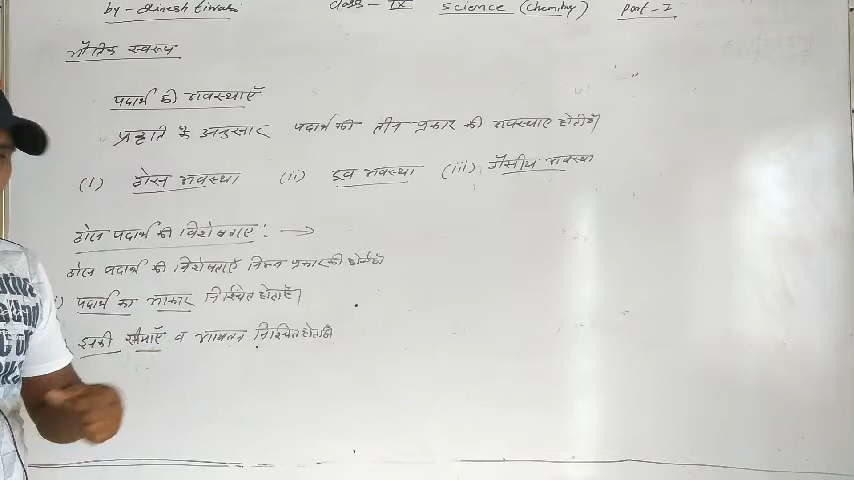 by - Dinesh Tiwari class - IX Science (Chemistry) Part - I
भौतिक स्वरूप
पदार्थ की अवस्थाएँ
प्रकृति के अनुसार पदार्थ की तीन प्रकार की अवस्थाए होती है।
(i) ठोस अवस्था (ii) द्रव अवस्था (iii) गैसीय अवस्था
ठोस पदार्थ की विशेषताए :→
ठोस पदार्थ की विशेषताएँ निम्न प्रकार की होती है
i) पदार्थ का आकार निश्चित होता है।
इनकी सीमाएँ व आयतन निश्चित होता है